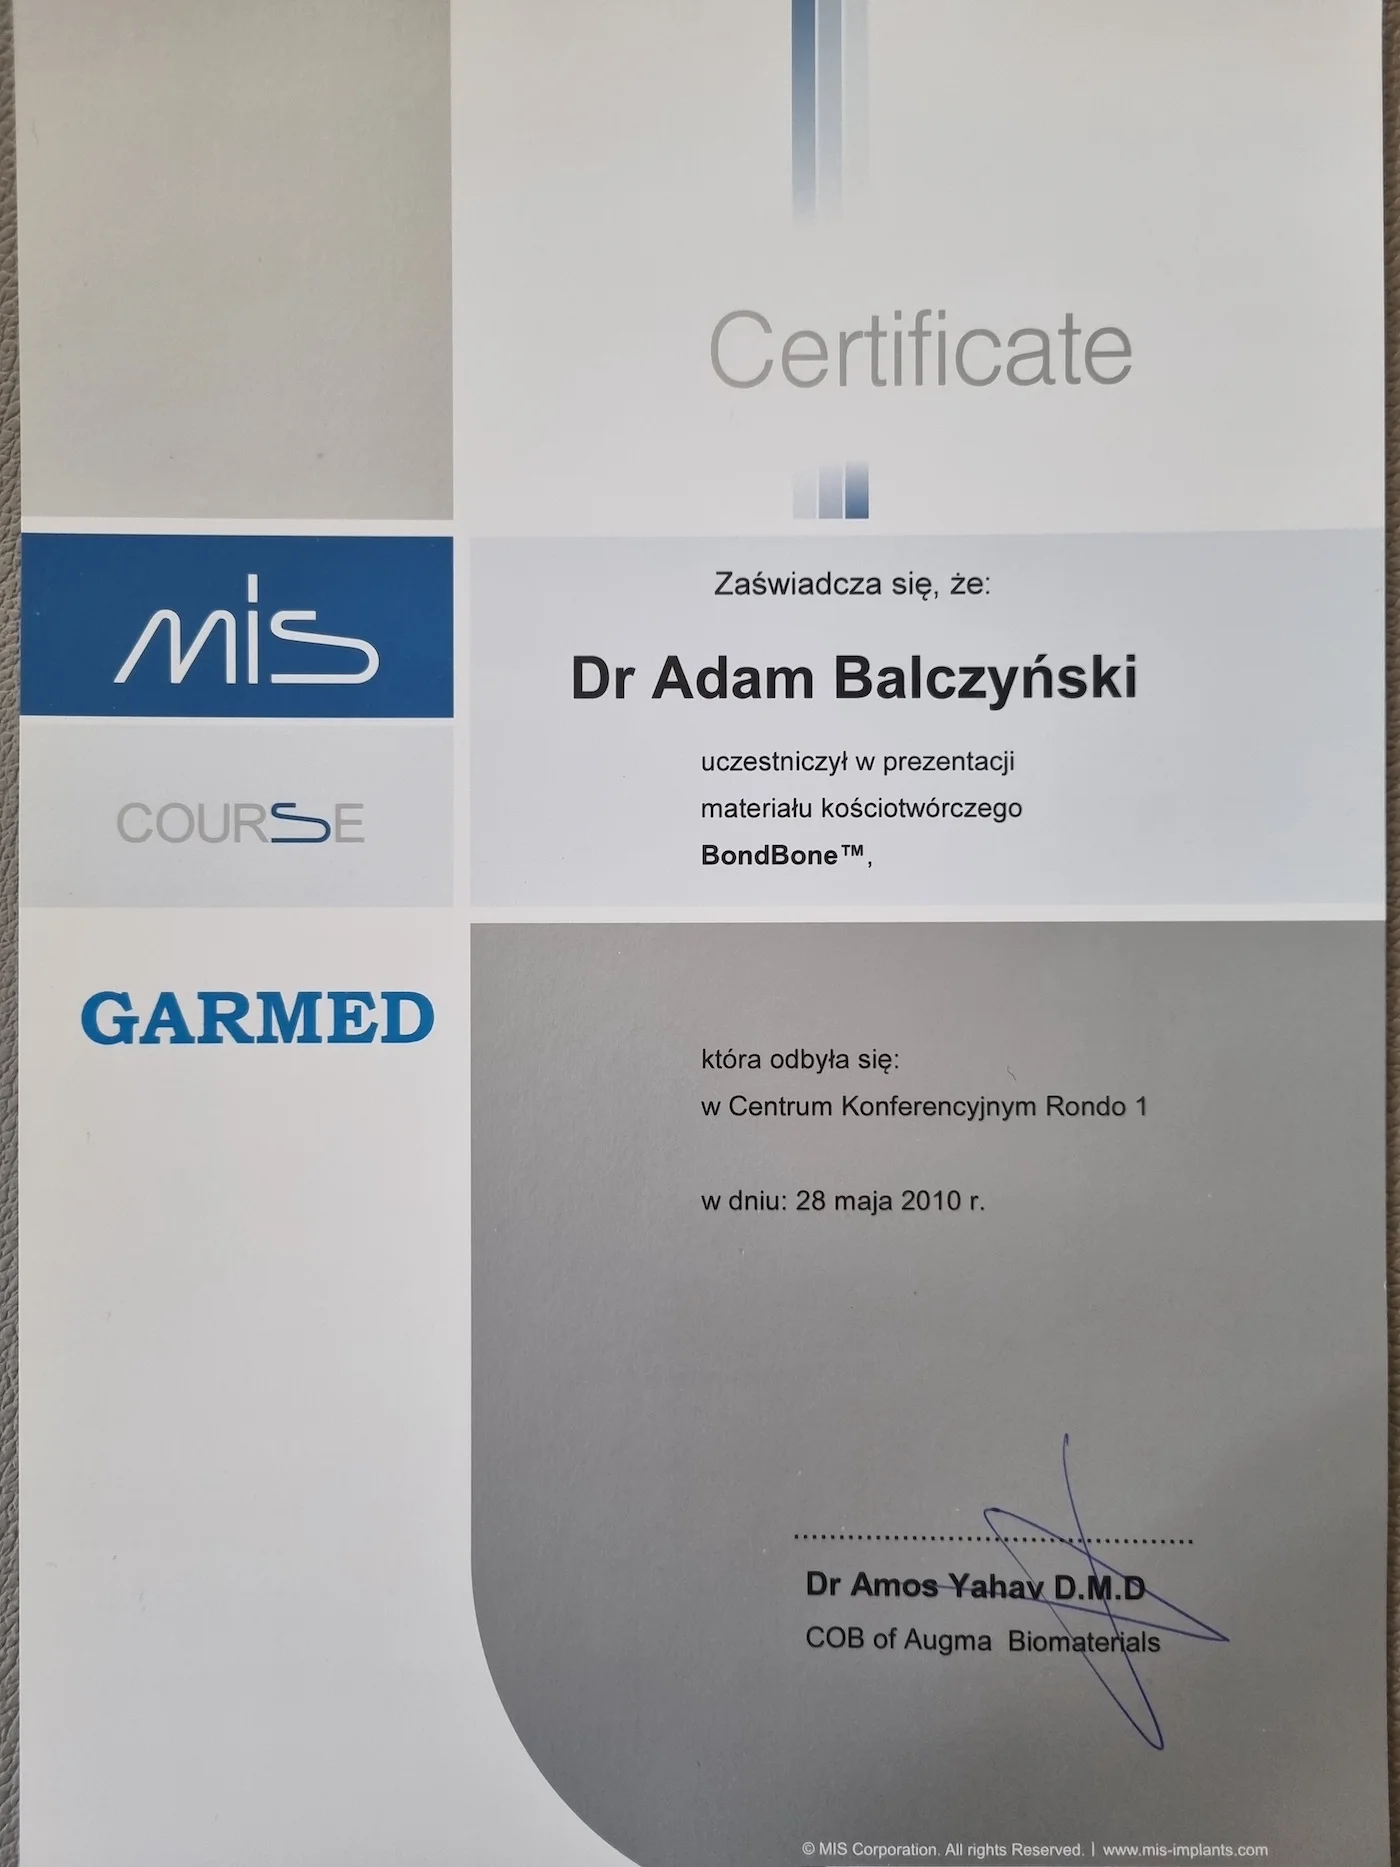 Certificate
mis
COURSE
GARMED
Zaświadcza się, że:
Dr Adam Balczyński
uczestniczył w prezentacji
materiału kościotwórczego
BondBone™,
która odbyła się:
w Centrum Konferencyjnym Rondo 1
w dniu: 28 maja 2010 r.
Dr Amos Yahav D.M.D
COB of Augma Biomaterials
© MIS Corporation. All rights Reserved. | www.mis-implants.com